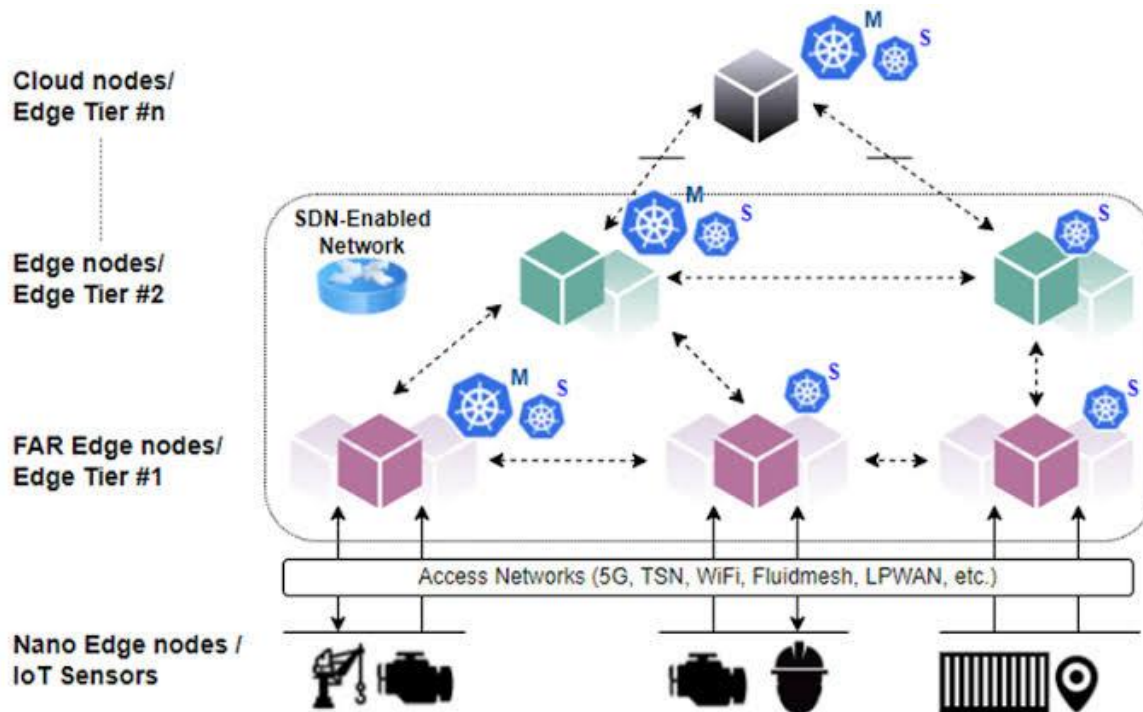 M
S
Cloud nodes/
Edge Tier #n
M
S
SDN-Enabled
Network
S
Edge nodes/
Edge Tier #2
M
S
S
S
FAR Edge nodes/
Edge Tier #1
Access Networks (5G, TSN, WiFi, Fluidmesh, LPWAN, etc.)
Nano Edge nodes /
IoT Sensors